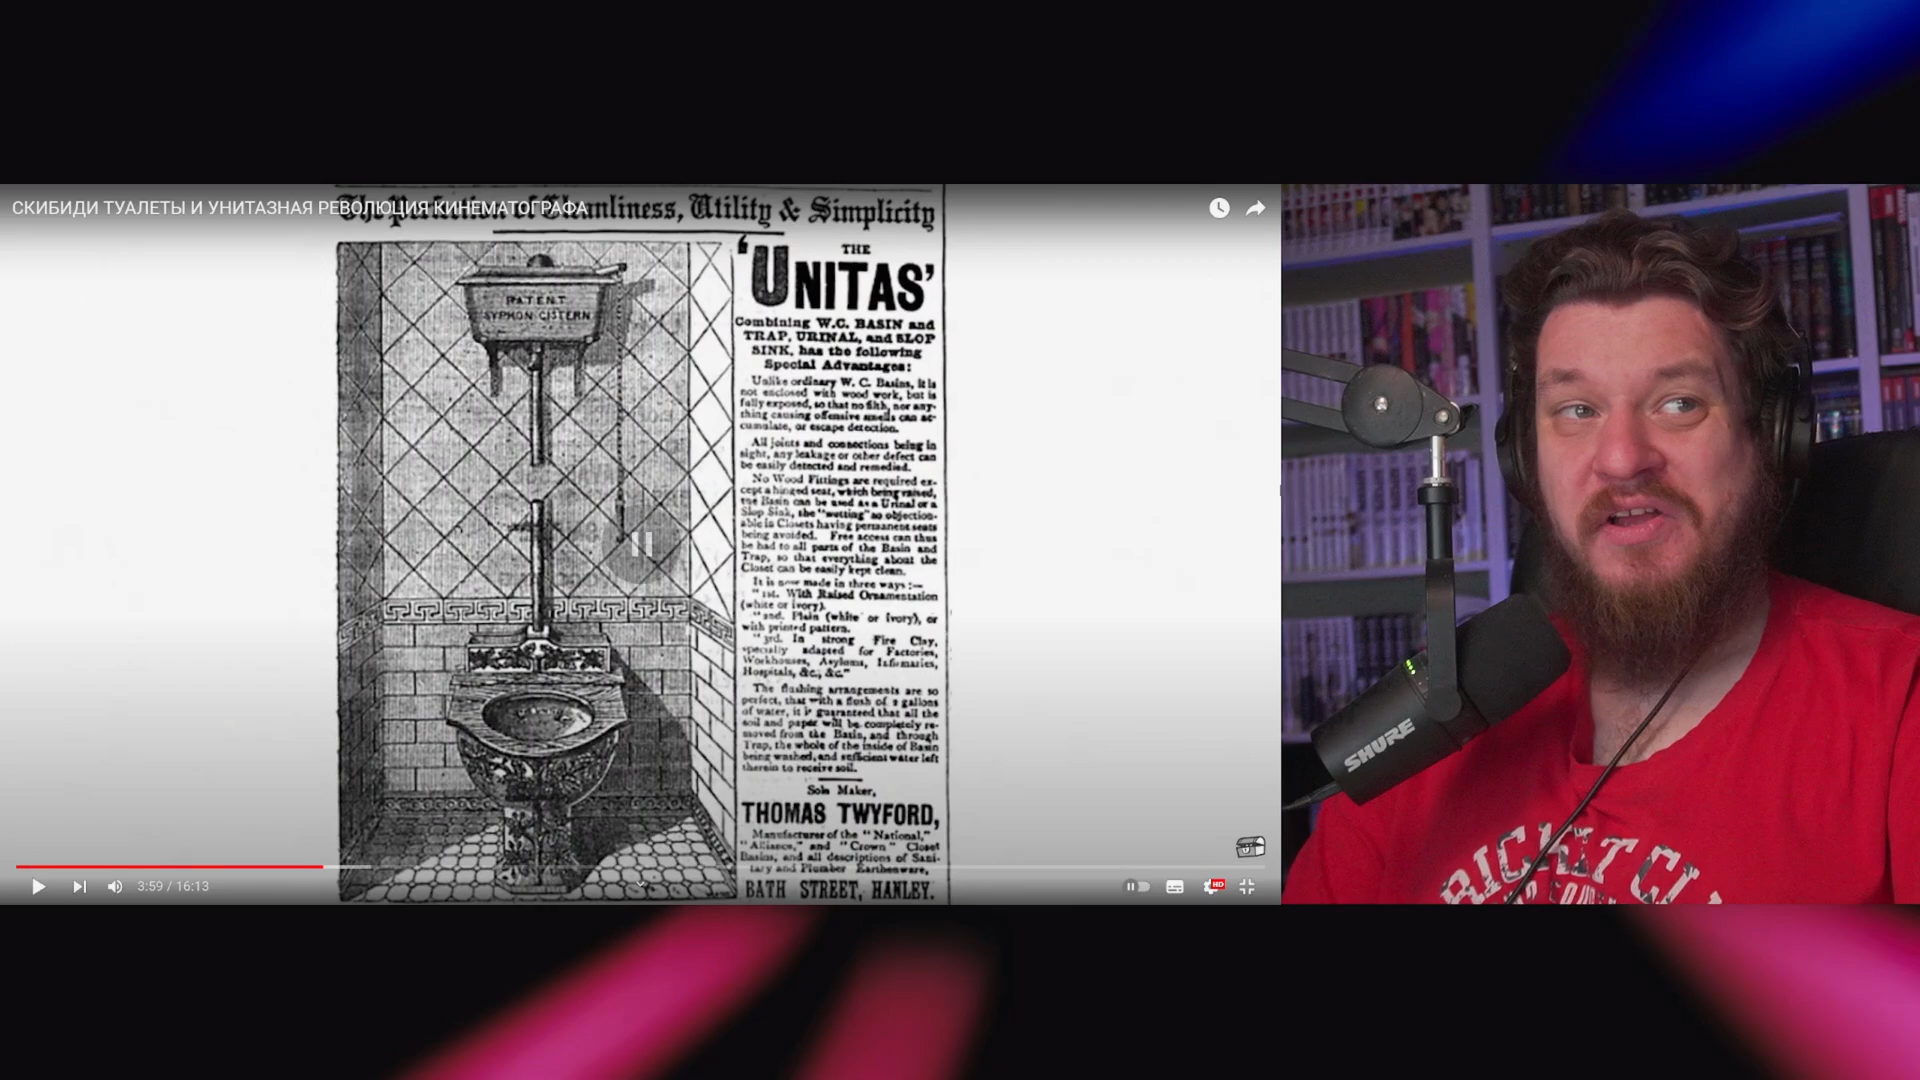 СКИБИДИ ТУАЛЕТЫ И УНИТАЗНАЯ РЕВОЛЮЦИЯ КИНЕМАТОГРАФА
The Cleanliness, Utility & Simplicity
PATENT
SYPHON CISTERN
THE
'UNITAS'
Combining W.C. BASIN and
TRAP, URINAL, and SLOP
SINK, has the following
Special Advantages:
Unlike ordinary W. C. Basins, it is
not enclosed with wood work, but is
fully exposed, so that no filth, nor any-
thing causing offensive smells can ac-
cumulate, or escape detection.
All joints and connections being in
sight, any leakage or other defect can
be easily detected and remedied.
No Wood Fittings are required ex-
cept a hinged seat, which being raised,
the Basin can be used as a Urinal or a
Slop Sink, the "wetting" so objection-
able in Closets having permanent seats
being avoided. Free access can thus
be had to all parts of the Basin and
Trap, so that everything about the
Closet can be easily kept clean.
It is now made in three ways:—
"1st. With Raised Ornamentation
(white or ivory).
"2nd. Plain (white or Ivory), or
with printed pattern.
"3rd. In strong Fire Clay,
specially adapted for Factories,
Workhouses, Asylums, Infirmaries,
Hospitals, &c., &c."
The flushing arrangements are so
perfect, that with a flush of 2 gallons
of water, it is guaranteed that all the
soil and paper will be completely re-
moved from the Basin, and through
Trap, the whole of the inside of Basin
being washed, and sufficient water left
therein to receive soil.
Sole Maker,
THOMAS TWYFORD,
Manufacturer of the "National,"
"Alliance," and "Crown" Closet
Basins, and all descriptions of Sani-
tary and Plumber Earthenware,
BATH STREET, HANLEY.
3:59 / 16:13
HD
SHURE